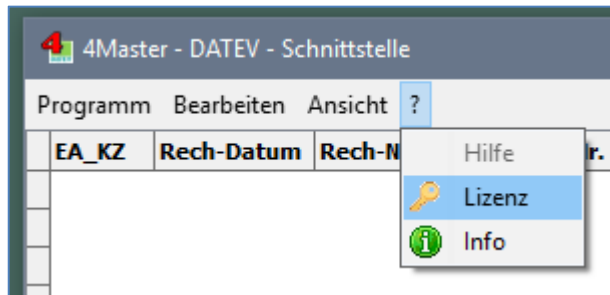 4Master - DATEV - Schnittstelle
Programm Bearbeiten Ansicht ?
EA_KZ Rech-Datum Rech-N r.
Hilfe
Lizenz
Info